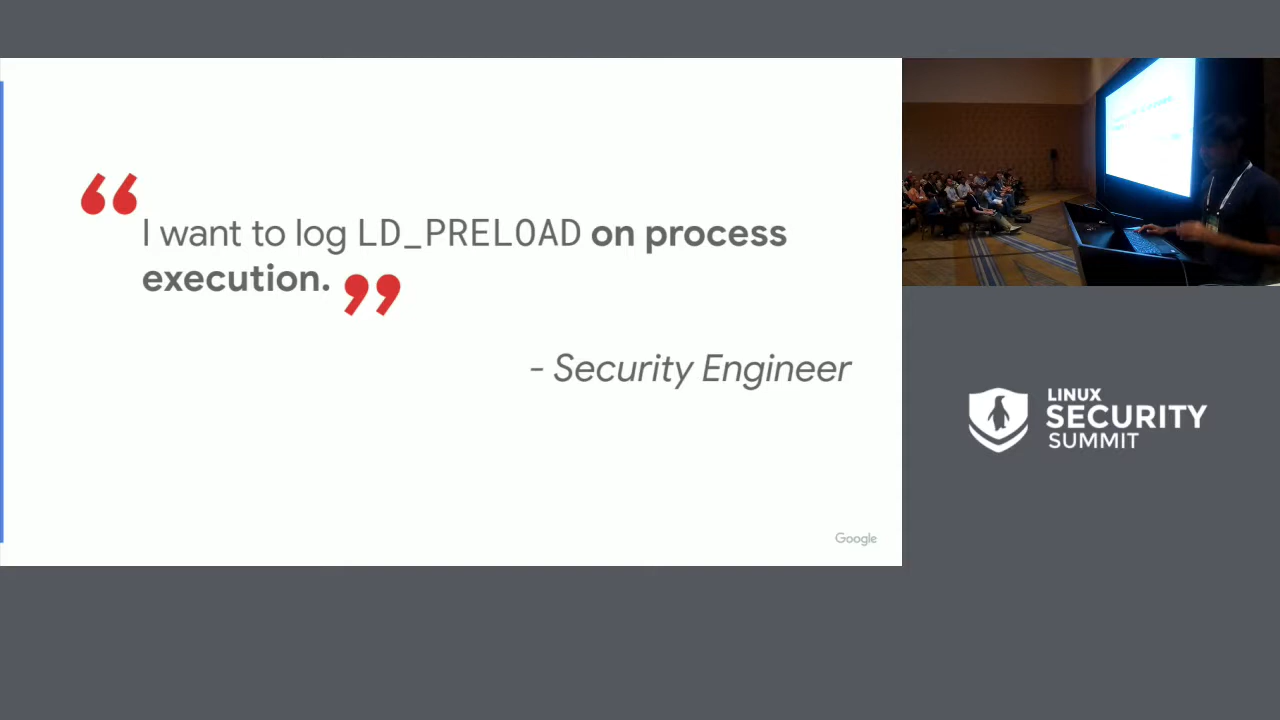 “I want to log LD_PRELOAD on process
execution.”
- Security Engineer
Google
LINUX
SECURITY
SUMMIT